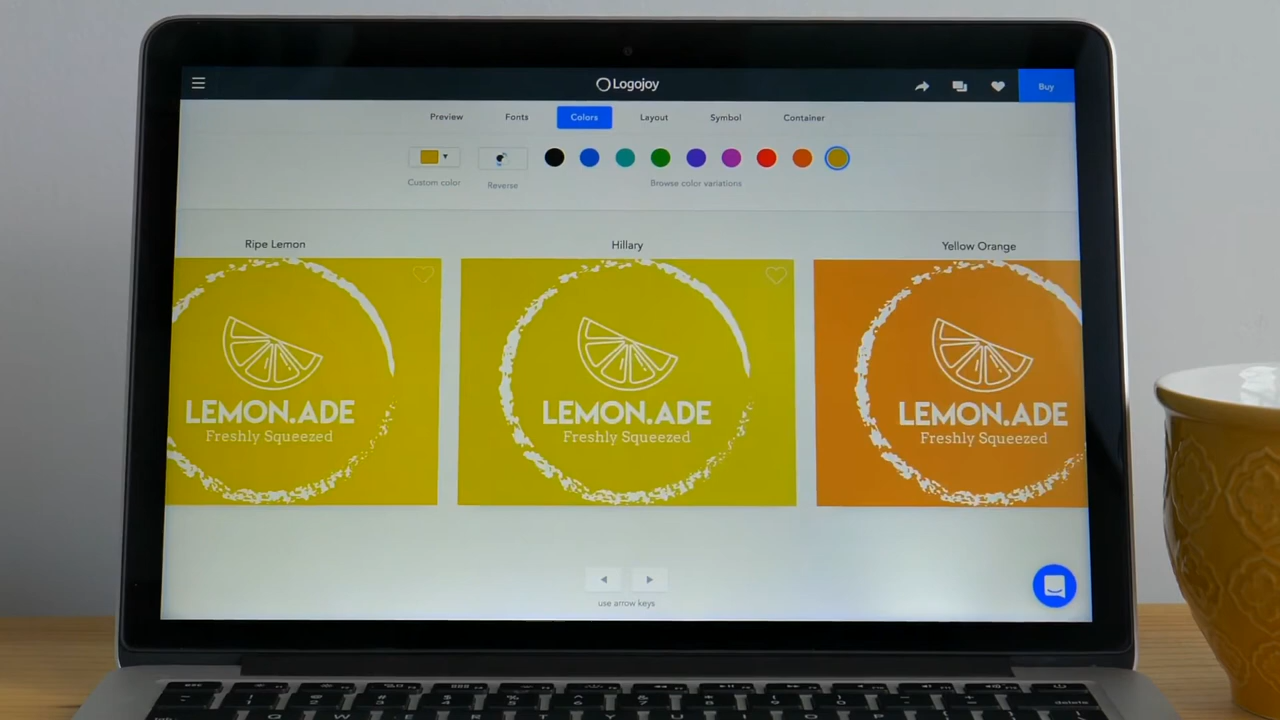 Logojoy
Buy
Preview Fonts Colors Layout Symbol Container
Custom color Reverse Browse color variations
Ripe Lemon Hillary Yellow Orange
LEMON.ADE LEMON.ADE LEMON.ADE
Freshly Squeezed Freshly Squeezed Freshly Squeezed
use arrow keys
delete
Q W E R T Y U I O P